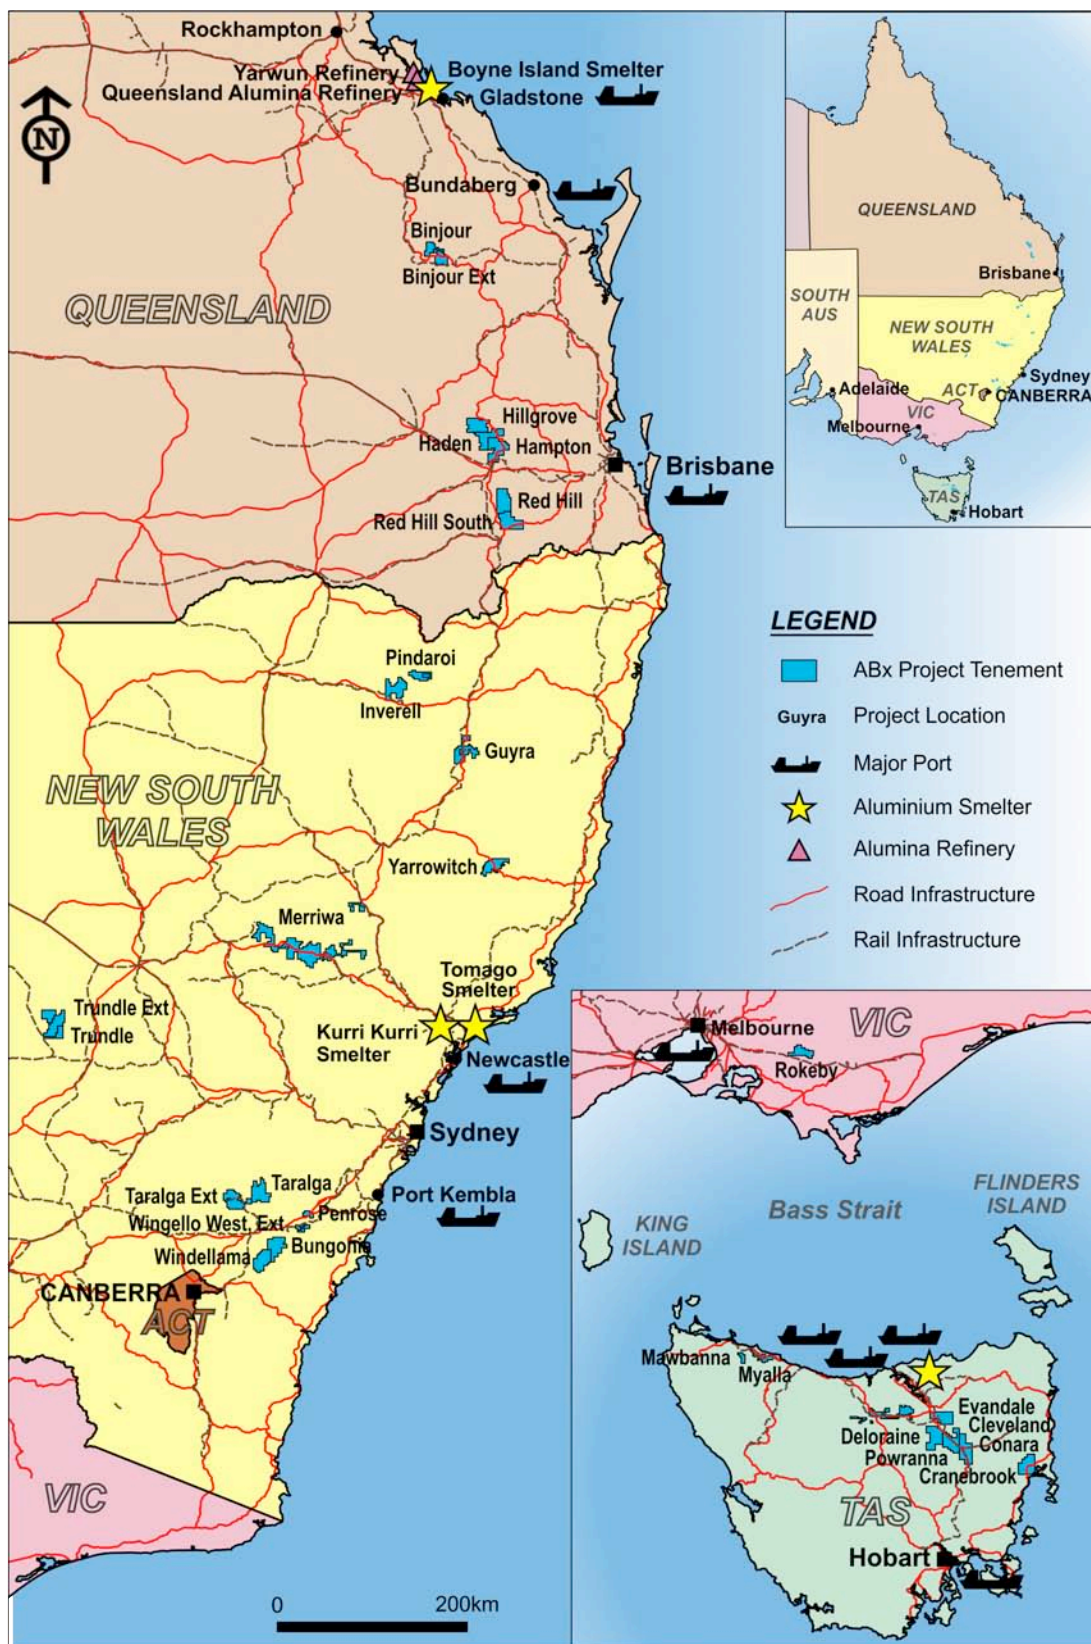 Rockhampton
Yarwun Refinery
Queensland Alumina Refinery
Boyne Island Smelter
Gladstone
N
Bundaberg
Binjour
Binjour Ext
QUEENSLAND
Hillgrove
Haden
Hampton
Brisbane
Red Hill
Red Hill South
Pindaroi
Inverell
Guyra
NEW SOUTH
WALES
Yarrowitch
Merriwa
Tomago
Smelter
Trundle Ext
Trundle
Kurri Kurri
Smelter
Newcastle
Sydney
Taralga Ext
Taralga
Port Kembla
Wingello West, Ext
Penrose
Bungonia
Windellama
CANBERRA
ACT
VIC
0
200km
QUEENSLAND
Brisbane
SOUTH
AUS
NEW SOUTH
WALES
Sydney
ACT
CANBERRA
Adelaide
VIC
Melbourne
TAS
Hobart
LEGEND
ABx Project Tenement
Guyra Project Location
Major Port
Aluminium Smelter
Alumina Refinery
Road Infrastructure
Rail Infrastructure
Melbourne
VIC
Rokeby
FLINDERS
ISLAND
KING
ISLAND
Bass Strait
Mawbanna
Myalla
Evandale
Cleveland
Deloraine
Conara
Powranna
Cranebrook
TAS
Hobart